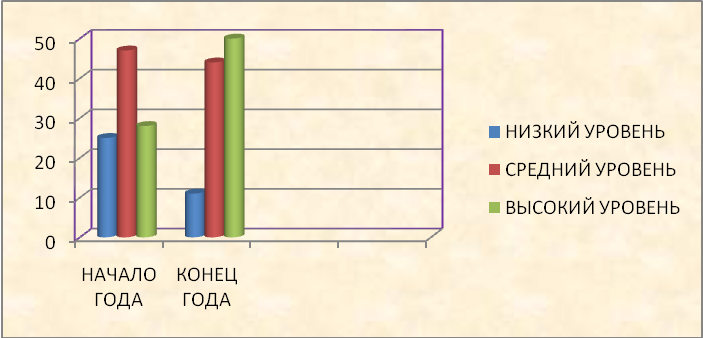 50
40
30
20
10
0
НАЧАЛО
ГОДА
КОНЕЦ
ГОДА
НИЗКИЙ УРОВЕНЬ
СРЕДНИЙ УРОВЕНЬ
ВЫСОКИЙ УРОВЕНЬ